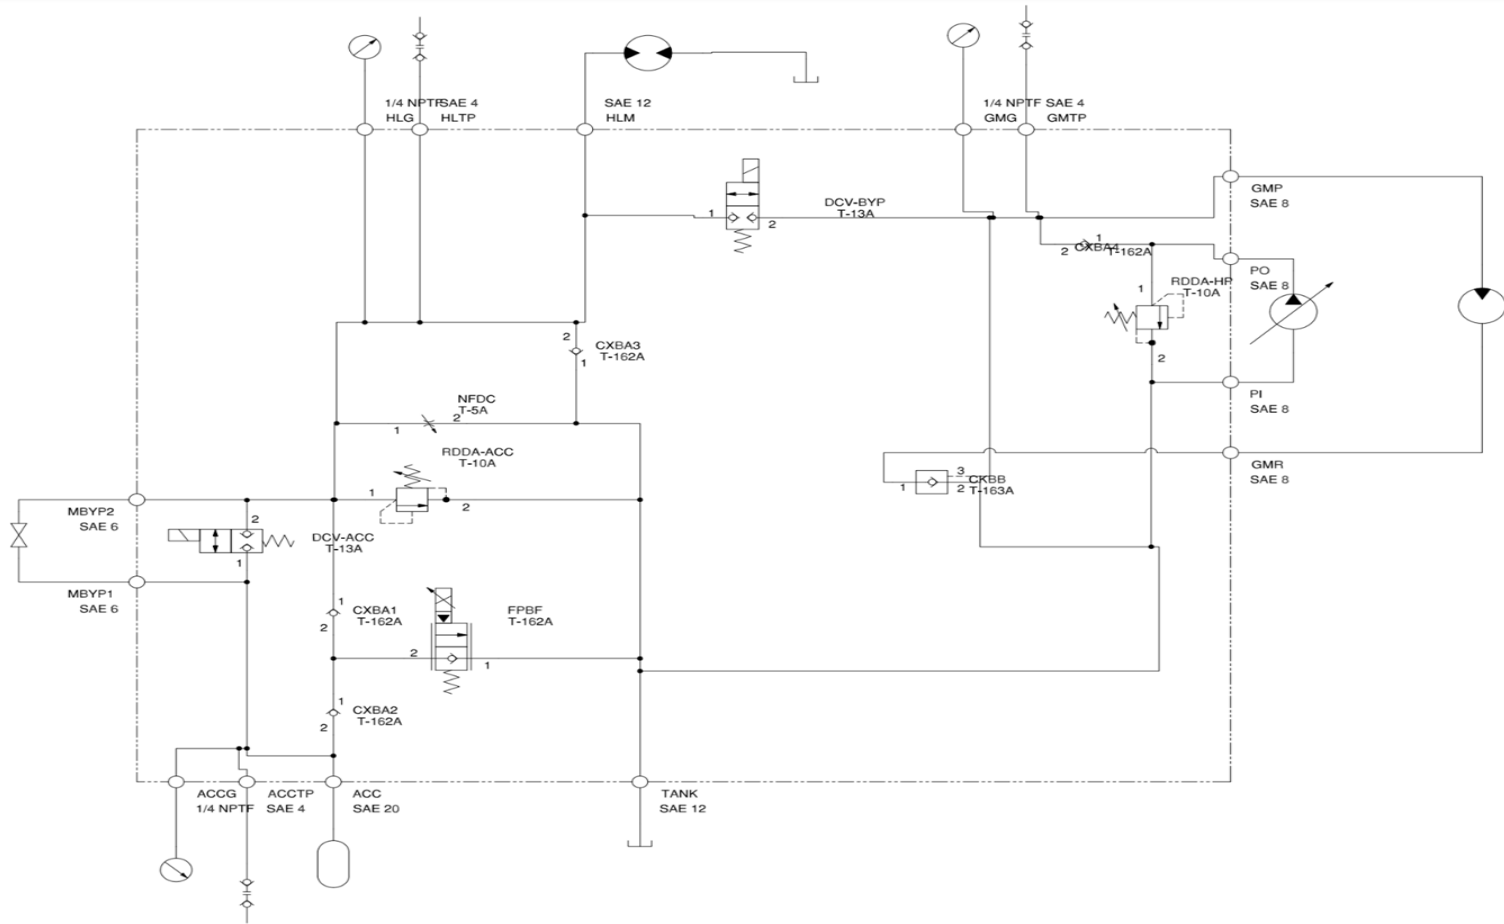 1/4 NPTF SAE 4
HLG HLTP
SAE 12
HLM
1/4 NPTF SAE 4
GMG GMTP
GMP
SAE 8
DCV-BYP
T-13A
1
2
1
2 CXBA4
T-162A
PO
SAE 8
RDDA-HP
T-10A
1
2
2
CXBA3
T-162A
1
PI
SAE 8
NFDC
T-5A
2
1
RDDA-ACC
T-10A
1
2
GMR
SAE 8
3
CKBB
1
2 T-163A
MBYP2
SAE 6
2
DCV-ACC
T-13A
1
MBYP1
SAE 6
1
CXBA1
T-162A
2
FPBF
T-162A
2
1
1
CXBA2
T-162A
2
ACCG ACCTP ACC
1/4 NPTF SAE 4 SAE 20
TANK
SAE 12